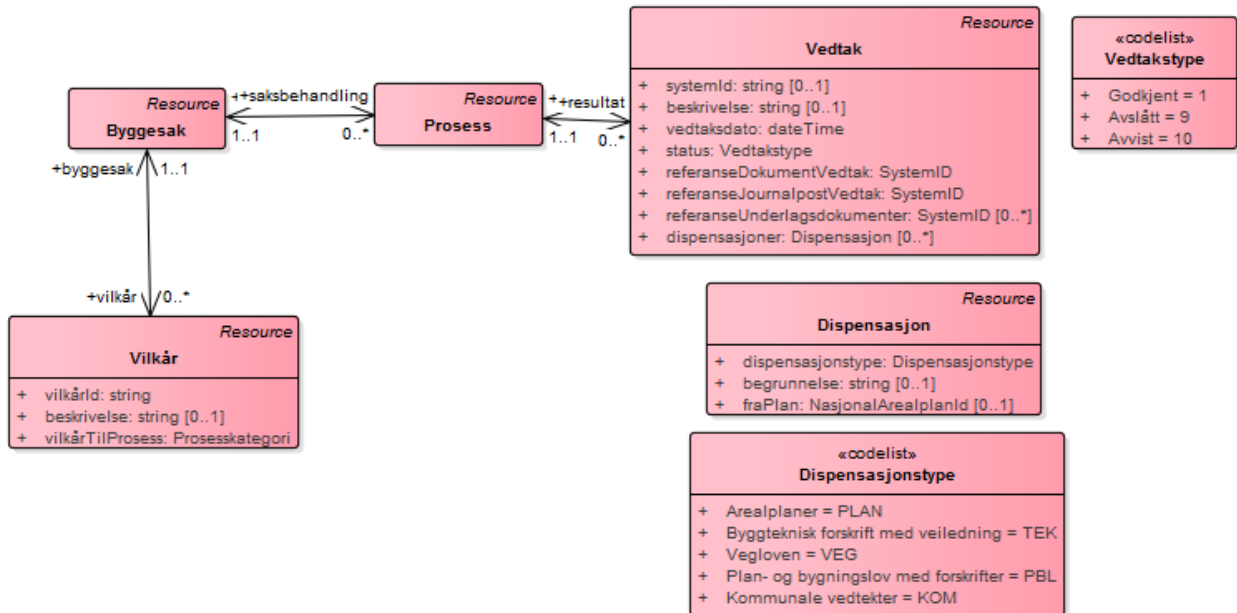 Resource
Byggesak
++saksbehandling
1..1
0..*
Resource
Prosess
+
+resultat
1..1
0..*
Resource
Vedtak
+ systemId: string [0..1]
+ beskrivelse: string [0..1]
+ vedtaksdato: dateTime
+ status: Vedtakstype
+ referanseDokumentVedtak: SystemID
+ referanseJournalpostVedtak: SystemID
+ referanseUnderlagsdokumenter: SystemID [0..*]
+ dispensasjoner: Dispensasjon [0..*]
«codelist»
Vedtakstype
+ Godkjent = 1
+ Avslått = 9
+ Avvist = 10
+byggesak
1..1
+vilkår
0..*
Resource
Vilkår
+ vilkårId: string
+ beskrivelse: string [0..1]
+ vilkårTilProsess: Prosesskategori
Resource
Dispensasjon
+ dispensasjonstype: Dispensasjonstype
+ begrunnelse: string [0..1]
+ fraPlan: NasjonalArealplanId [0..1]
«codelist»
Dispensasjonstype
+ Arealplaner = PLAN
+ Byggteknisk forskrift med veiledning = TEK
+ Vegloven = VEG
+ Plan- og bygningslov med forskrifter = PBL
+ Kommunale vedtekter = KOM